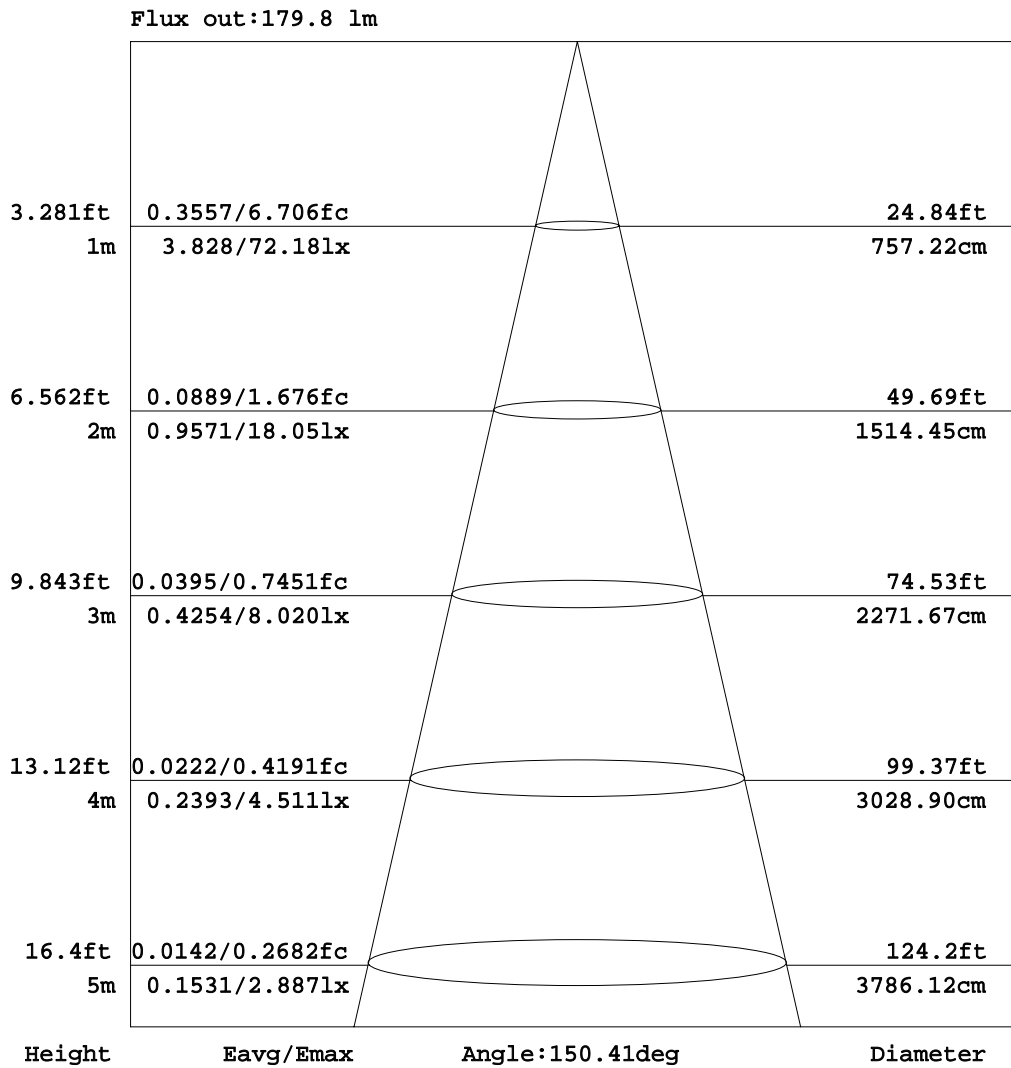 Flux out:179.8 lm
3.281ft 0.3557/6.706fc 24.84ft
1m 3.828/72.18lx 757.22cm
6.562ft 0.0889/1.676fc 49.69ft
2m 0.9571/18.05lx 1514.45cm
9.843ft 0.0395/0.7451fc 74.53ft
3m 0.4254/8.020lx 2271.67cm
13.12ft 0.0222/0.4191fc 99.37ft
4m 0.2393/4.511lx 3028.90cm
16.4ft 0.0142/0.2682fc 124.2ft
5m 0.1531/2.887lx 3786.12cm
Height Eavg/Emax Angle:150.41deg Diameter